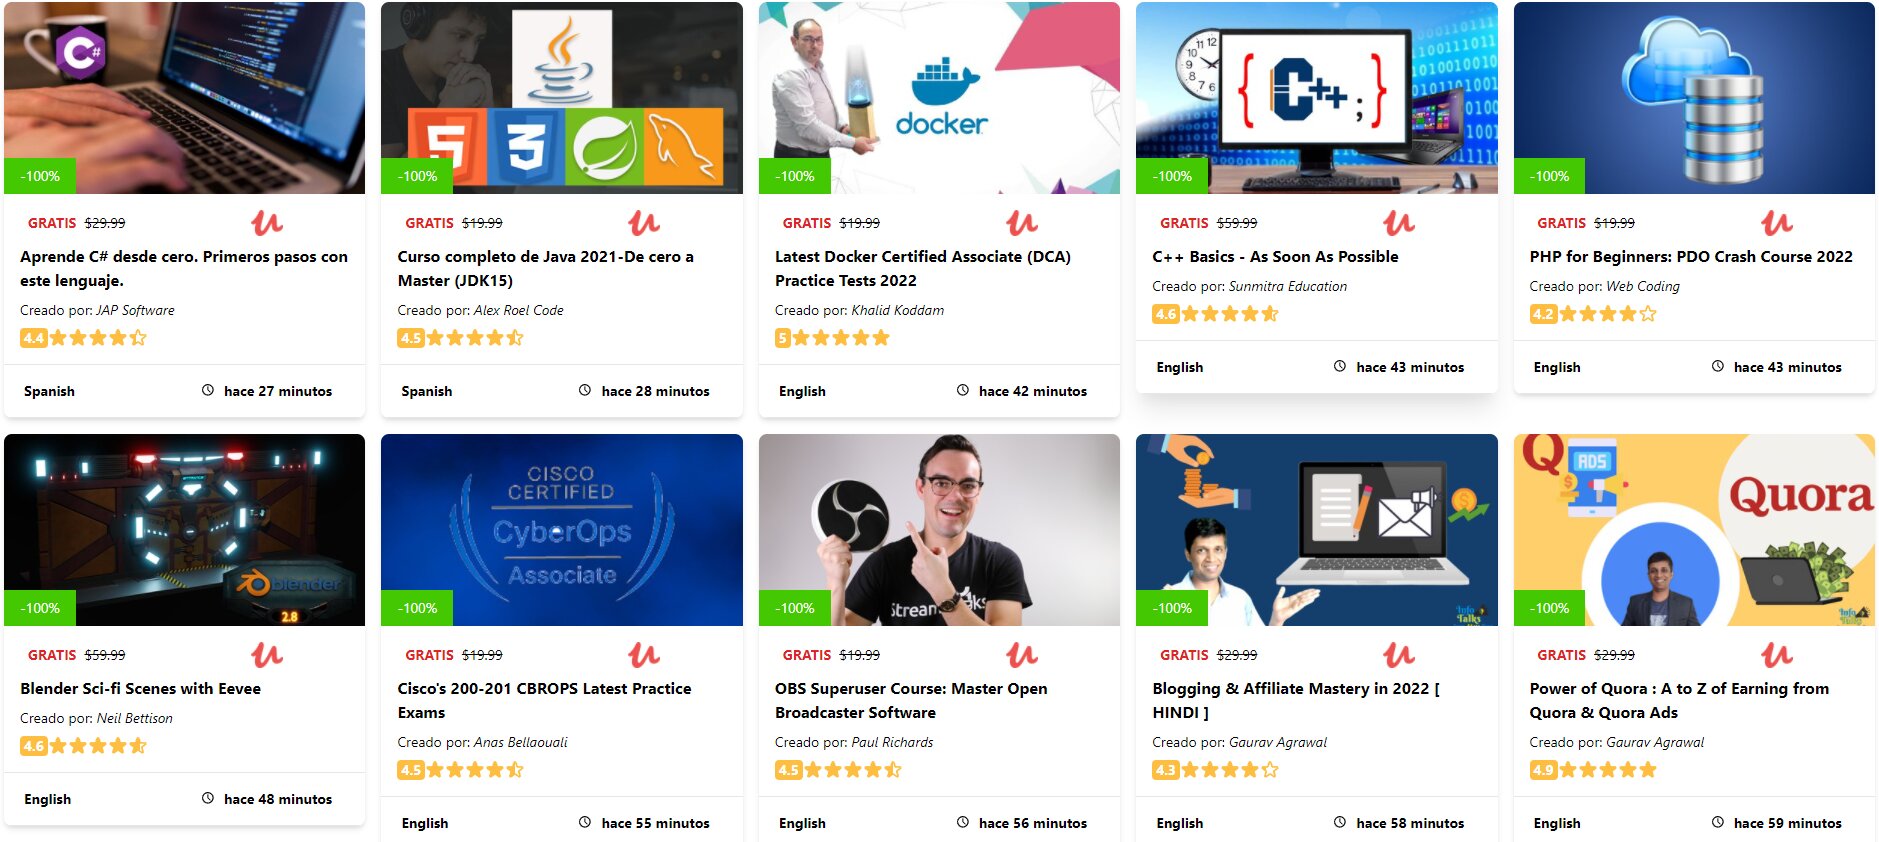 C#
-100%
GRATIS $29.99
Aprende C# desde cero. Primeros pasos con
este lenguaje.
Creado por: JAP Software
4.4
Spanish
hace 27 minutos
5 3
-100%
GRATIS $19.99
Curso completo de Java 2021-De cero a
Master (JDK15)
Creado por: Alex Roel Code
4.5
Spanish
hace 28 minutos
docker
-100%
GRATIS $19.99
Latest Docker Certified Associate (DCA)
Practice Tests 2022
Creado por: Khalid Koddam
5
English
hace 42 minutos
{ C++ ; }
-100%
GRATIS $59.99
C++ Basics - As Soon As Possible
Creado por: Sunmitra Education
4.6
English
hace 43 minutos
-100%
GRATIS $19.99
PHP for Beginners: PDO Crash Course 2022
Creado por: Web Coding
4.2
English
hace 43 minutos
blender
2.8
-100%
GRATIS $59.99
Blender Sci-fi Scenes with Eevee
Creado por: Neil Bettison
4.6
English
hace 48 minutos
CISCO
CERTIFIED
CyberOps
Associate
-100%
GRATIS $19.99
Cisco's 200-201 CBROPS Latest Practice
Exams
Creado por: Anas Bellaouali
4.5
English
hace 55 minutos
-100%
GRATIS $19.99
OBS Superuser Course: Master Open
Broadcaster Software
Creado por: Paul Richards
4.5
English
hace 56 minutos
Info
Talks
-100%
GRATIS $29.99
Blogging & Affiliate Mastery in 2022 [
HINDI ]
Creado por: Gaurav Agrawal
4.3
English
hace 58 minutos
Q
ADS
Quora
Info
Talks
-100%
GRATIS $29.99
Power of Quora : A to Z of Earning from
Quora & Quora Ads
Creado por: Gaurav Agrawal
4.9
English
hace 59 minutos